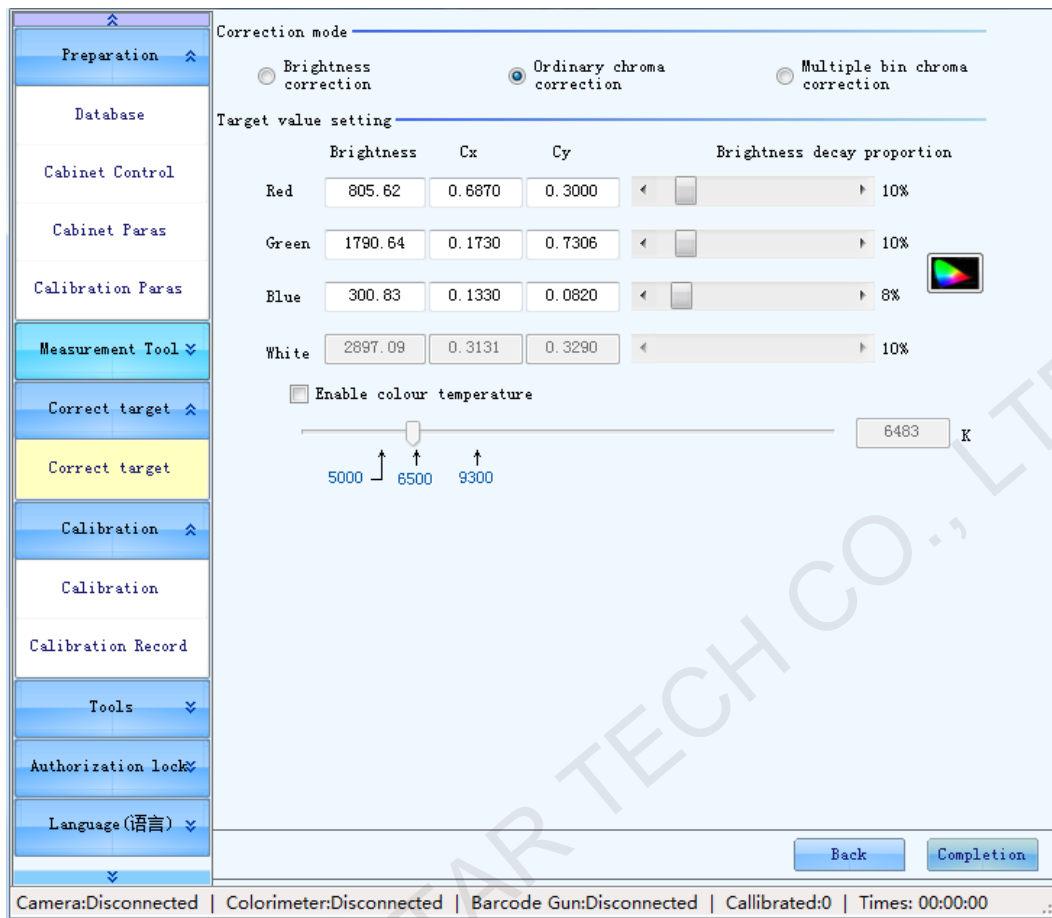 Preparation
Database
Cabinet Control
Cabinet Paras
Calibration Paras
Measurement Tool
Correct target
Correct target
Calibration
Calibration
Calibration Record
Tools
Authorization lock
Language(语言)
Correction mode
Brightness correction
Ordinary chroma correction
Multiple bin chroma correction
Target value setting
Brightness Cx Cy Brightness decay proportion
Red 805.62 0.6870 0.3000 10%
Green 1790.64 0.1730 0.7306 10%
Blue 300.83 0.1330 0.0820 8%
White 2897.09 0.3131 0.3290 10%
Enable colour temperature
6483 K
5000 6500 9300
Back Completion
Camera:Disconnected | Colorimeter:Disconnected | Barcode Gun:Disconnected | Callibrated:0 | Times: 00:00:00
TAR TECH CO., LT